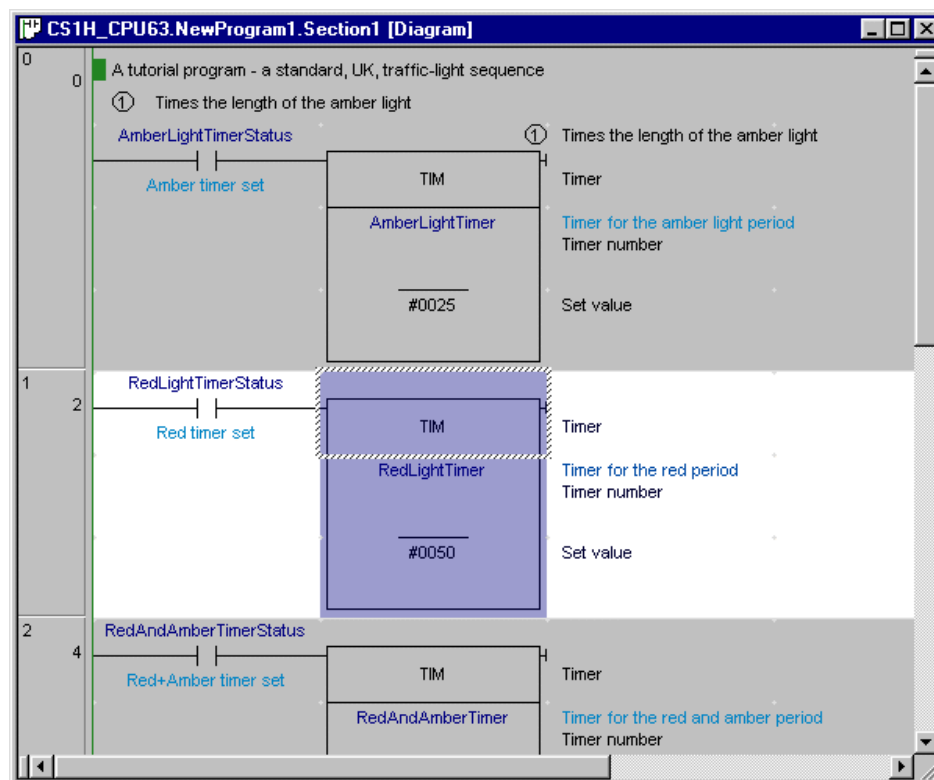 CS1H_CPU63.NewProgram1.Section1 [Diagram]
0
0
A tutorial program - a standard, UK, traffic-light sequence
1 Times the length of the amber light
AmberLightTimerStatus
1 Times the length of the amber light
Amber timer set
TIM
Timer
AmberLightTimer
Timer for the amber light period
Timer number
#0025
Set value
1
2
RedLightTimerStatus
Red timer set
TIM
Timer
RedLightTimer
Timer for the red period
Timer number
#0050
Set value
2
4
RedAndAmberTimerStatus
Red+Amber timer set
TIM
Timer
RedAndAmberTimer
Timer for the red and amber period
Timer number